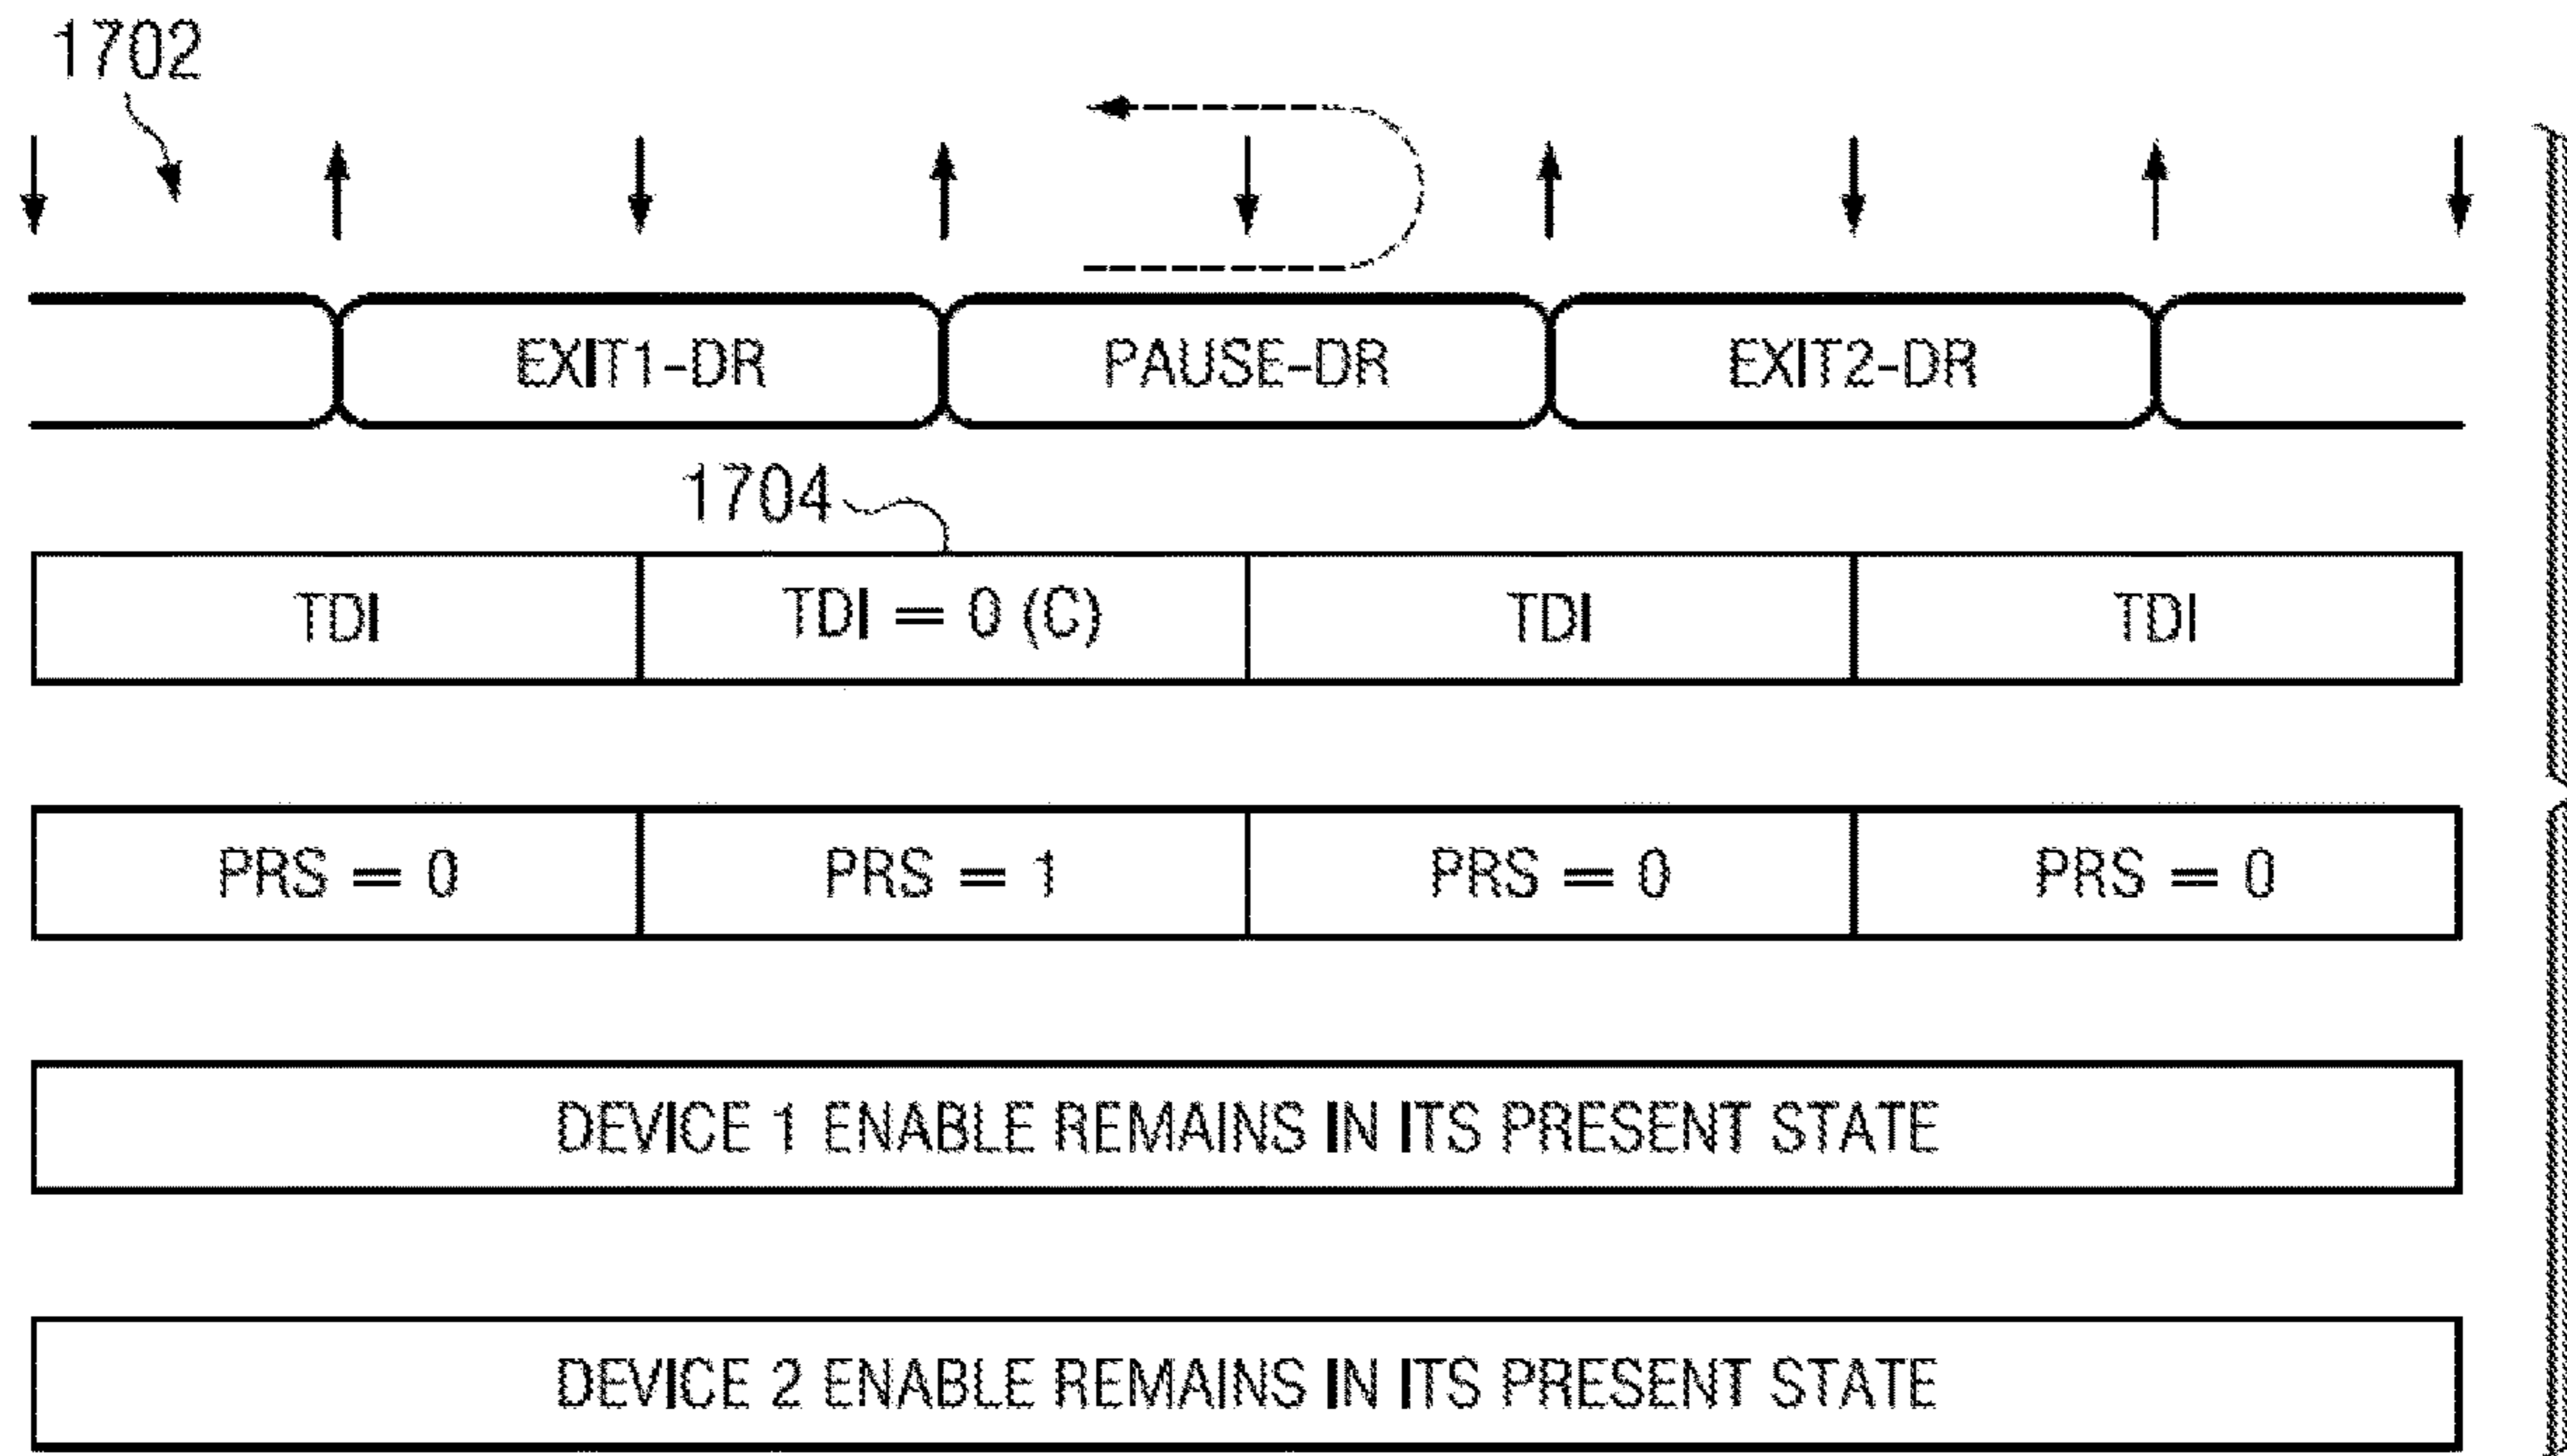 1702
EXIT1-DR PAUSE-DR EXIT2-DR
1704
TDI TDI = 0 (C) TDI TDI
PRS = 0 PRS = 1 PRS = 0 PRS = 0
DEVICE 1 ENABLE REMAINS IN ITS PRESENT STATE
DEVICE 2 ENABLE REMAINS IN ITS PRESENT STATE